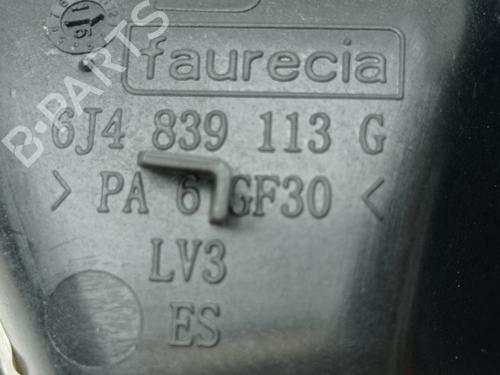 faurecia
6J4 839 113 G
> PA 6 GF30 <
LV3
ES
B-PARTS